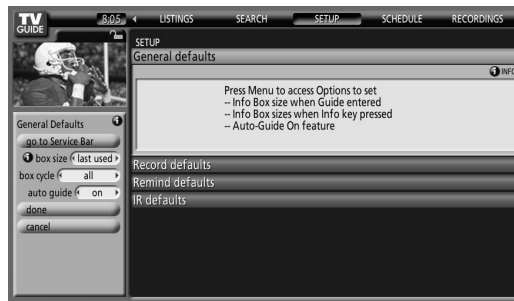 TV
GUIDE
8:05
LISTINGS SEARCH SETUP SCHEDULE RECORDINGS
SETUP
General defaults
i INFO
Press Menu to access Options to set
-- Info Box size when Guide entered
-- Info Box sizes when Info key pressed
-- Auto-Guide On feature
Record defaults
Remind defaults
IR defaults
General Defaults i
go to Service Bar
i box size last used
box cycle all
auto guide on
done
cancel